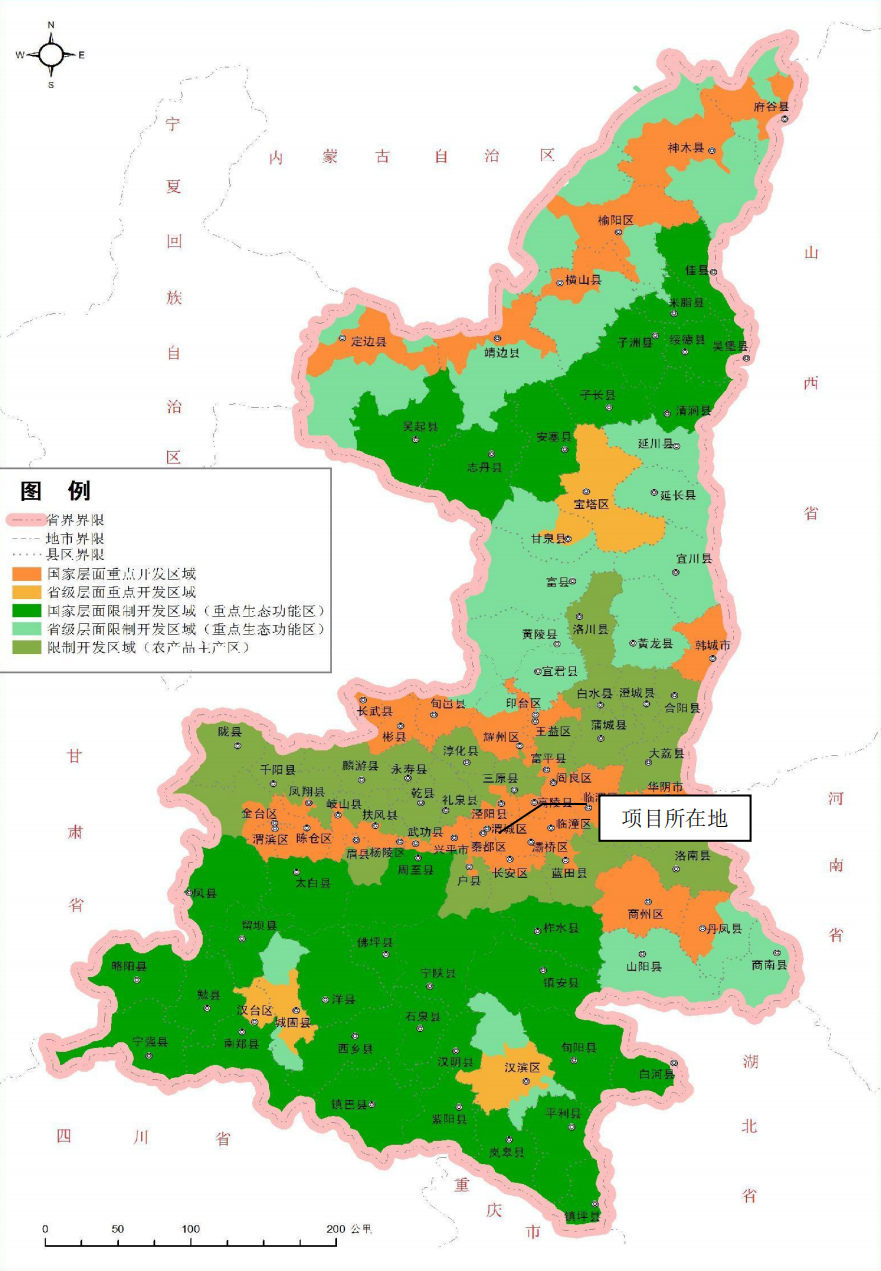 N
W
E
S
宁
夏
回
族
自
治
区
内 蒙 古 自 治 区
山
西
省
甘
肃
省
河
南
省
湖
北
省
四 川 省
重
庆
市
府谷县
神木县
榆阳区
佳县
横山县
米脂县
定边县
靖边县
子洲县
绥德县
吴堡县
子长县
清涧县
吴起县
安塞县
延川县
志丹县
宝塔区
延长县
甘泉县
宜川县
富县
洛川县
黄陵县
黄龙县
韩城市
宜君县
图 例
省界界限
地市界限
县区界限
国家层面重点开发区域
省级层面重点开发区域
国家层面限制开发区域(重点生态功能区)
省级层面限制开发区域(重点生态功能区)
限制开发区域(农产品主产区)
长武县
旬邑县
印台区
白水县
澄城县
合阳县
彬县
耀州区
王益区
蒲城县
陇县
淳化县
富平县
大荔县
千阳县
麟游县
永寿县
三原县
阎良区
华阴市
凤翔县
岐山县
乾县
礼泉县
泾阳县
高陵县
金台区
扶风县
武功县
渭城区
临潼区
项目所在地
渭滨区
陈仓区
眉县
杨陵区
兴平市
秦都区
灞桥区
周至县
户县
长安区
蓝田县
洛南县
太白县
凤县
商州区
丹凤县
留坝县
佛坪县
柞水县
山阳县
商南县
略阳县
宁陕县
镇安县
勉县
汉台区
城固县
洋县
石泉县
宁强县
南郑县
西乡县
汉阴县
旬阳县
汉滨区
白河县
镇巴县
紫阳县
平利县
岚皋县
镇坪县
0 50 100 200 公里